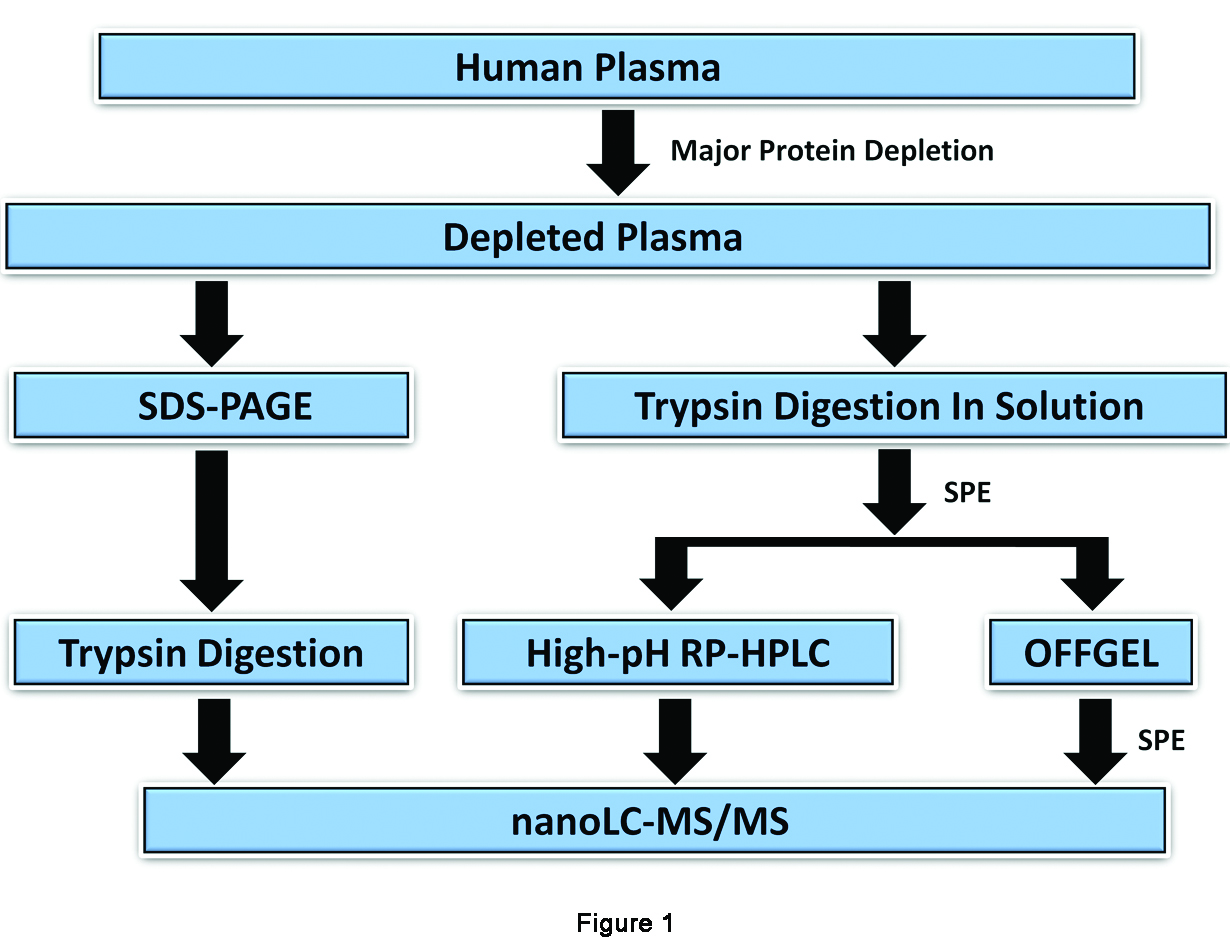 Human Plasma
Major Protein Depletion
Depleted Plasma
SDS-PAGE
Trypsin Digestion In Solution
SPE
Trypsin Digestion
High-pH RP-HPLC
OFFGEL
SPE
nanoLC-MS/MS
Figure 1